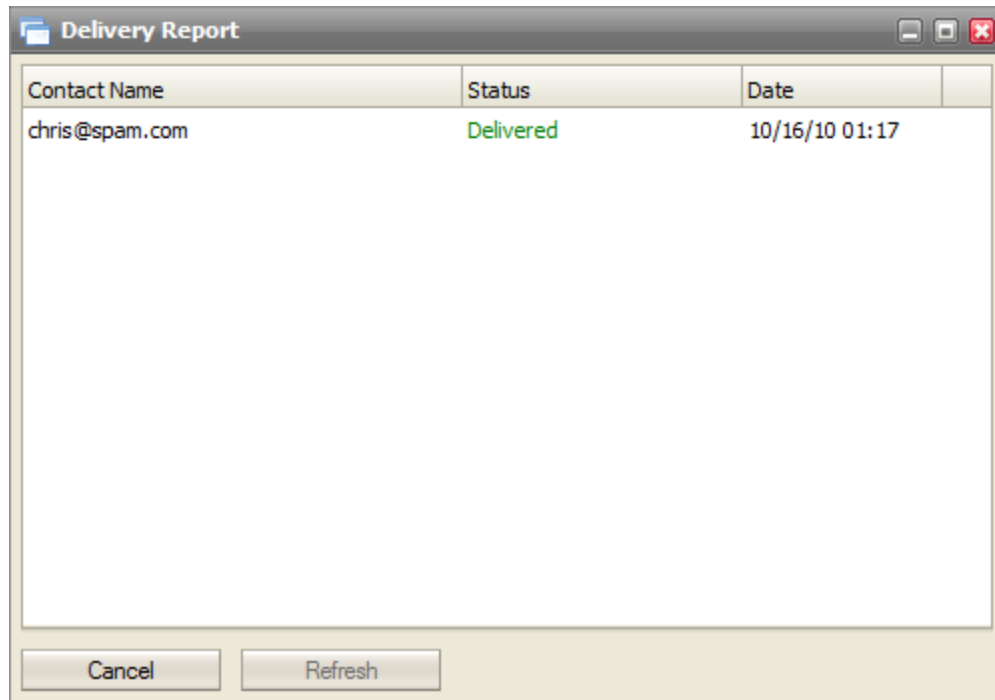 Delivery Report
Contact Name Status Date
chris@spam.com Delivered 10/16/10 01:17
Cancel Refresh